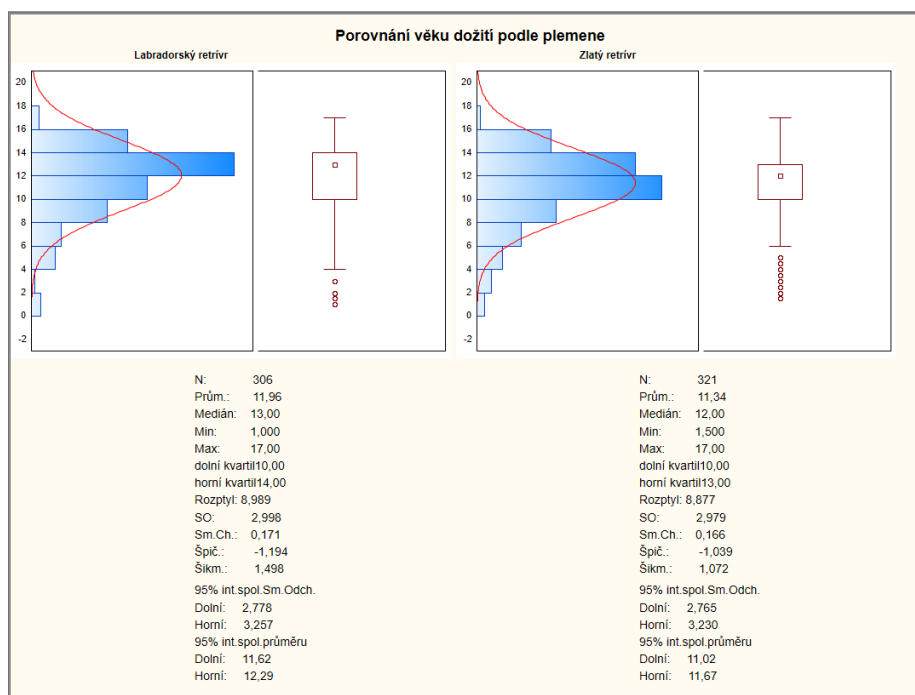 Porovnání věku dožití podle plemene
Labradorský retrívr
20
18
16
14
12
10
8
6
4
2
0
-2
N: 306
Prům.: 11,96
Medián: 13,00
Min: 1,000
Max: 17,00
dolní kvartil10,00
horní kvartil14,00
Rozptyl: 8,989
SO: 2,998
Sm.Ch.: 0,171
Špič.: -1,194
Šikm.: 1,498
95% int.spol.Sm.Odch.
Dolní: 2,778
Horní: 3,257
95% int.spol.průměru
Dolní: 11,62
Horní: 12,29
Zlatý retrívr
20
18
16
14
12
10
8
6
4
2
0
-2
N: 321
Prům.: 11,34
Medián: 12,00
Min: 1,500
Max: 17,00
dolní kvartil10,00
horní kvartil13,00
Rozptyl: 8,877
SO: 2,979
Sm.Ch.: 0,166
Špič.: -1,039
Šikm.: 1,072
95% int.spol.Sm.Odch.
Dolní: 2,765
Horní: 3,230
95% int.spol.průměru
Dolní: 11,02
Horní: 11,67